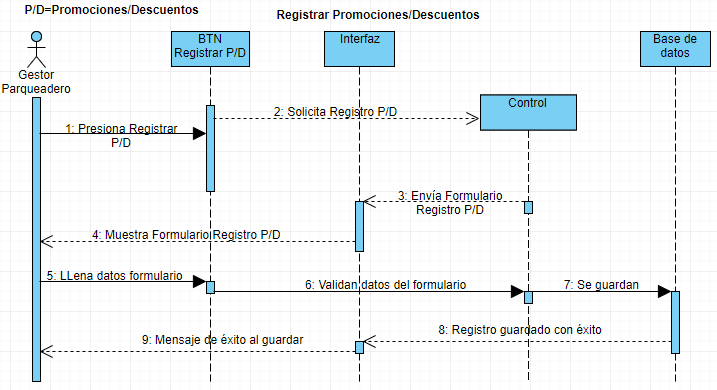 P/D=Promociones/Descuentos
Registrar Promociones/Descuentos
Gestor
Parqueadero
BTN
Registrar P/D
Interfaz
Base de
datos
Control
2: Solicita Registro P/D
1: Presiona Registrar
P/D
3: Envía Formulario
Registro P/D
4: Muestra Formulario Registro P/D
5: LLena datos formulario
6: Validan datos del formulario
7: Se guardan
8: Registro guardado con éxito
9: Mensaje de éxito al guardar